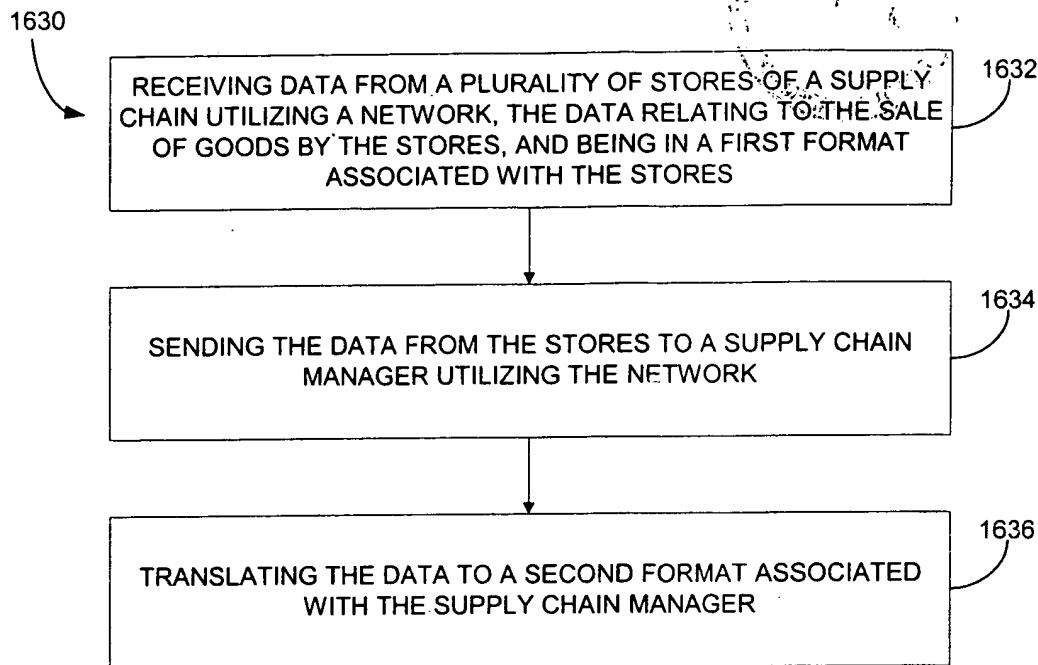 1630
RECEIVING DATA FROM A PLURALITY OF STORES OF A SUPPLY
CHAIN UTILIZING A NETWORK, THE DATA RELATING TO THE SALE
OF GOODS BY THE STORES, AND BEING IN A FIRST FORMAT
ASSOCIATED WITH THE STORES
1632
SENDING THE DATA FROM THE STORES TO A SUPPLY CHAIN
MANAGER UTILIZING THE NETWORK
1634
TRANSLATING THE DATA TO A SECOND FORMAT ASSOCIATED
WITH THE SUPPLY CHAIN MANAGER
1636